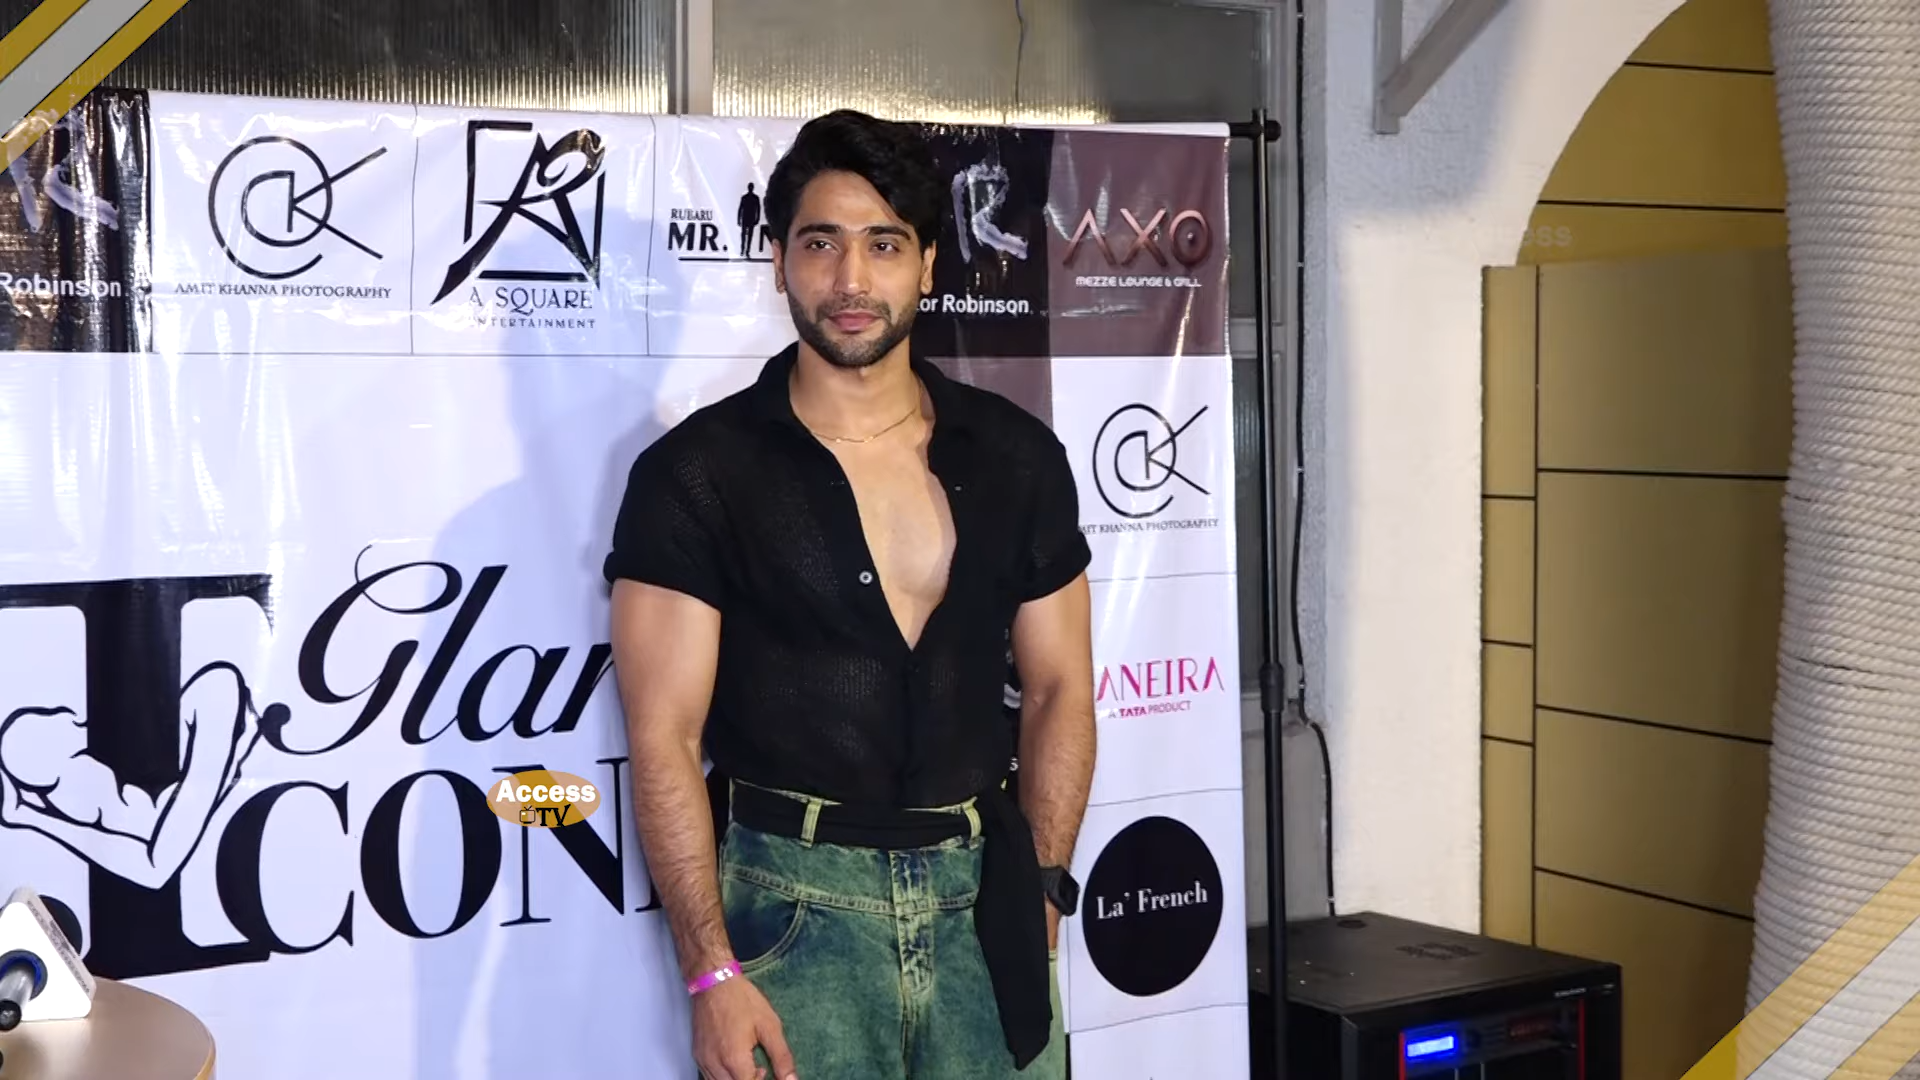 Robinson
AMIT KHANNA PHOTOGRAPHY
A SQUARE
ENTERTAINMENT
RUBARU
MR.
or Robinson
AXO
MEZZE LOUNGE & GRILL
KHANNA PHOTOGRAPHY
Glam
ICON
ANEIRA
A TATA PRODUCT
Access
TV
La' French